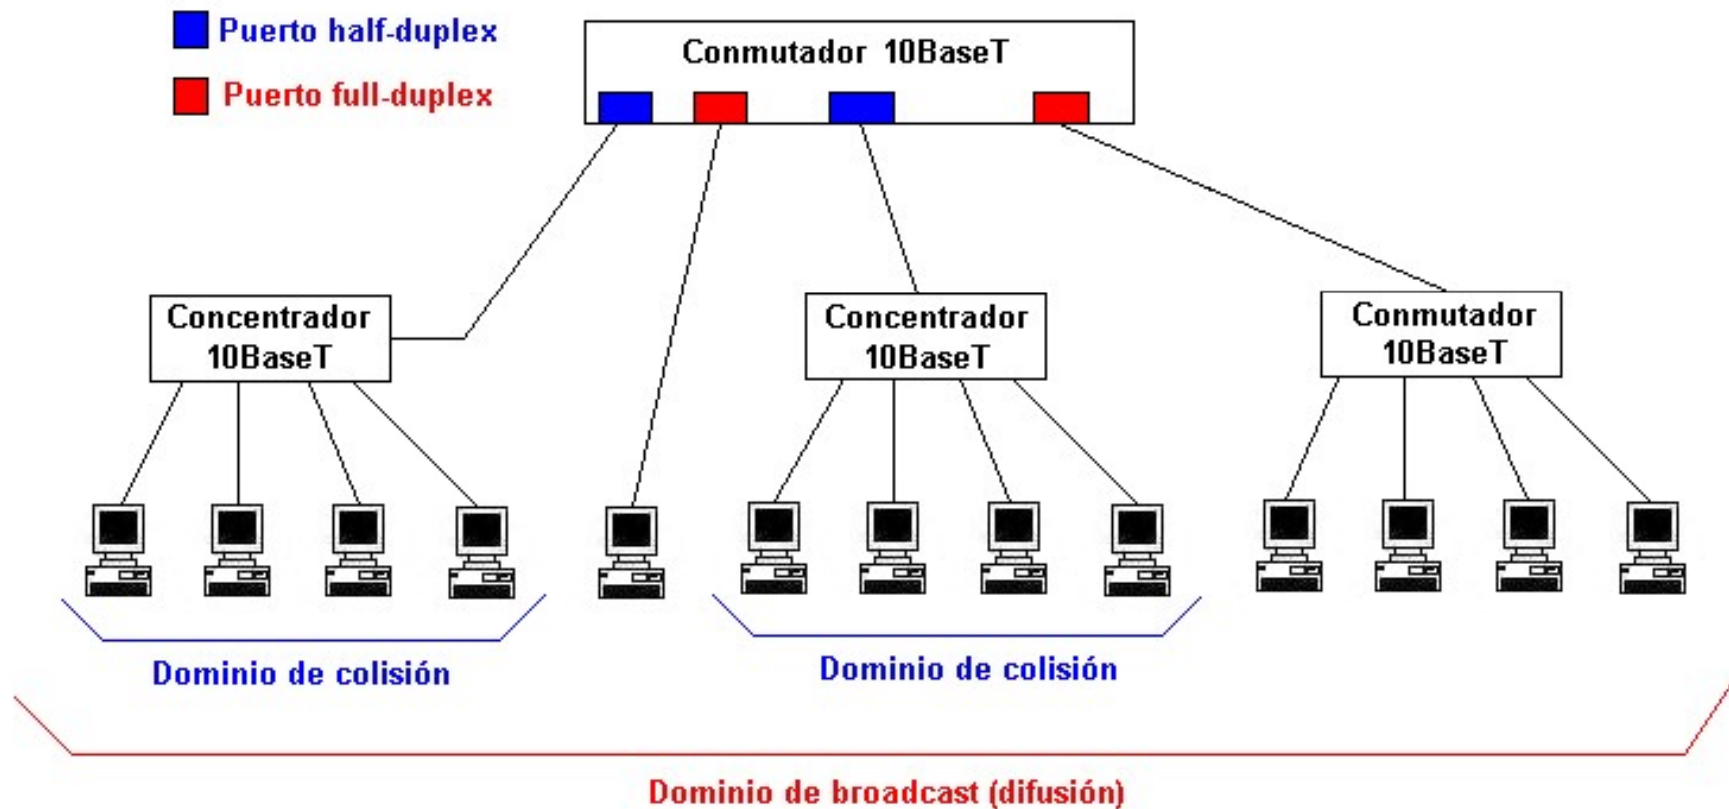 Puerto half-duplex
Puerto full-duplex
Conmutador 10BaseT
Concentrador
10BaseT
Concentrador
10BaseT
Conmutador
10BaseT
Dominio de colisión
Dominio de colisión
Dominio de broadcast (difusión)